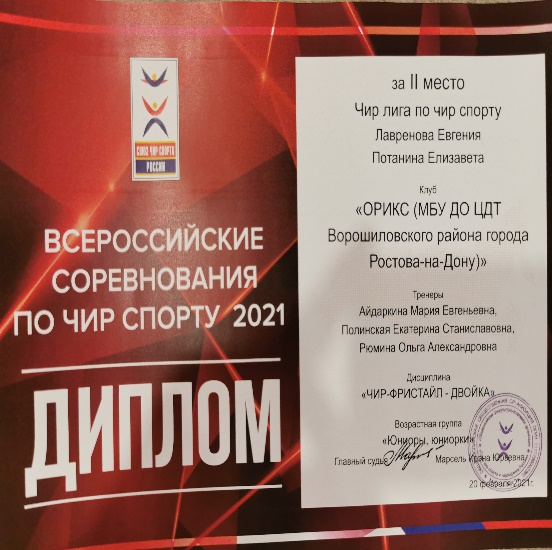 СОЮЗ ЧИР СПОРТА
РОССИИ
ВСЕРОССИЙСКИЕ
СОРЕВНОВАНИЯ
ПО ЧИР СПОРТУ 2021
ДИПЛОМ
за II место
Чир лига по чир спорту
Лавренова Евгения
Потанина Елизавета
Клуб
«ОРИКС (МБУ ДО ЦДТ
Ворошиловского района города
Ростова-на-Дону)»
Тренеры
Айдаркина Мария Евгеньевна,
Полинская Екатерина Станиславовна,
Рюмина Ольга Александровна
Дисциплина
«ЧИР-ФРИСТАЙЛ - ДВОЙКА»
Возрастная группа
«Юниоры, юниорки»
Главный судья Марсель Ирэна Юрьевна
20 февраля 2021г.